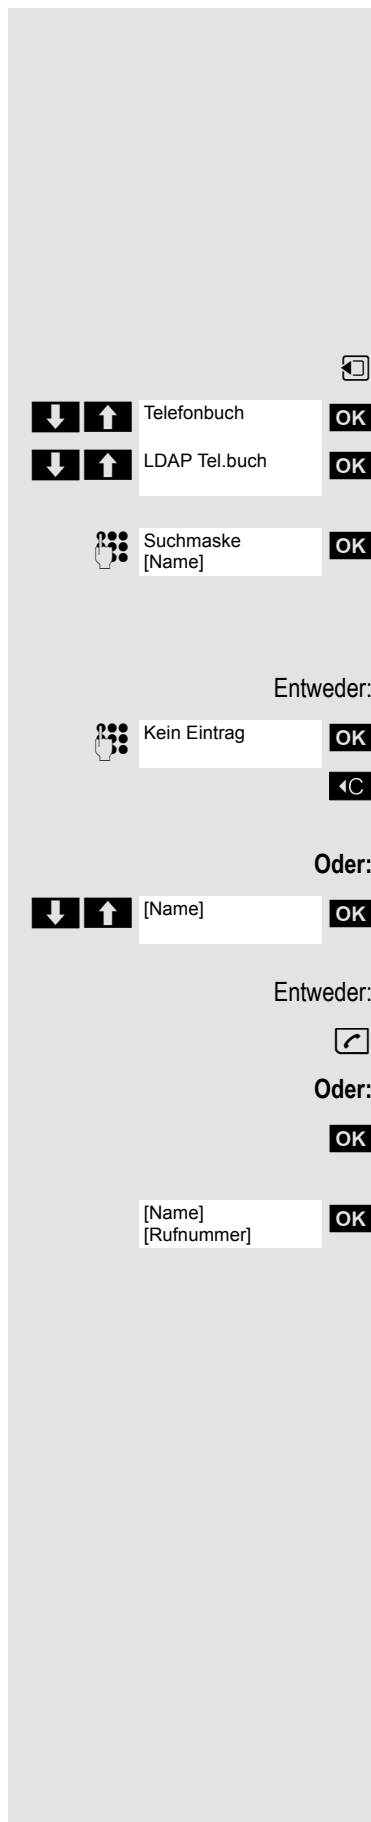 Telefonbuch OK
LDAP Tel.buch OK
Suchmaske OK
[Name]
Entweder:
Kein Eintrag OK
C
Oder:
[Name] OK
Entweder:
Oder:
OK
[Name] OK
[Rufnummer]